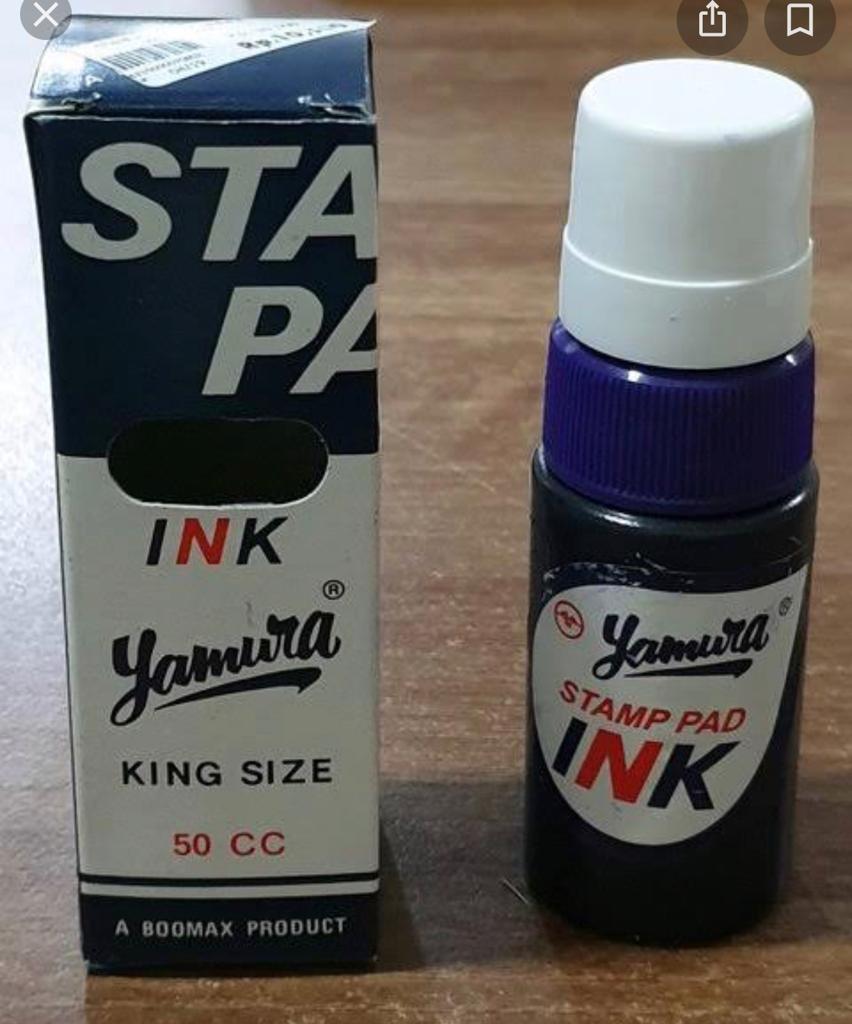 STA
PA
INK
Yamura®
KING SIZE
50 CC
A BOOMAX PRODUCT
Yamura®
STAMP PAD
INK